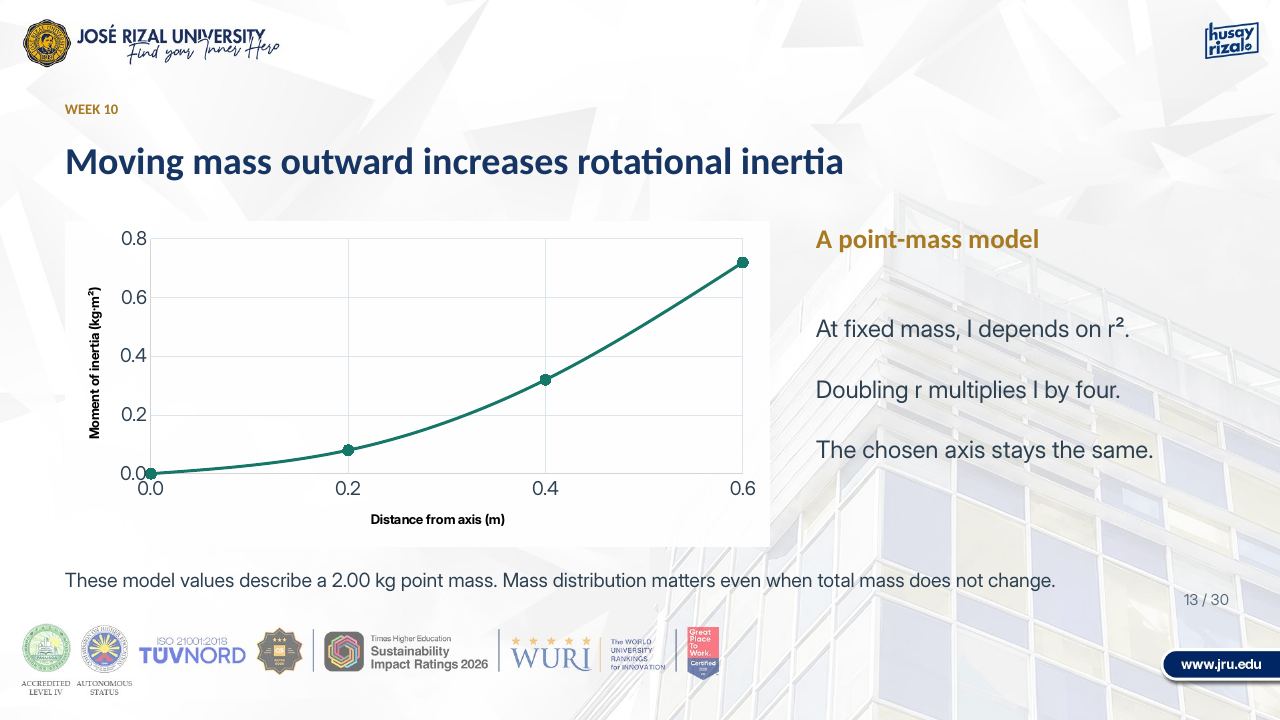 JOSÉ RIZAL UNIVERSITY
Find your Inner Hero
husay
rizal
WEEK 10
Moving mass outward increases rotational inertia
0.8
0.6
0.4
0.2
0.0
0.0 0.2 0.4 0.6
Moment of inertia (kg·m²)
Distance from axis (m)
A point-mass model
At fixed mass, I depends on r².
Doubling r multiplies I by four.
The chosen axis stays the same.
These model values describe a 2.00 kg point mass. Mass distribution matters even when total mass does not change.
13 / 30
ACCREDITED
LEVEL IV
AUTONOMOUS
STATUS
ISO 21001:2018
TÜVNORD
Times Higher Education
Sustainability
Impact Ratings 2026
WURI
The WORLD
UNIVERSITY
RANKINGS
for INNOVATION
Great
Place
To
Work.
Certified
www.jru.edu